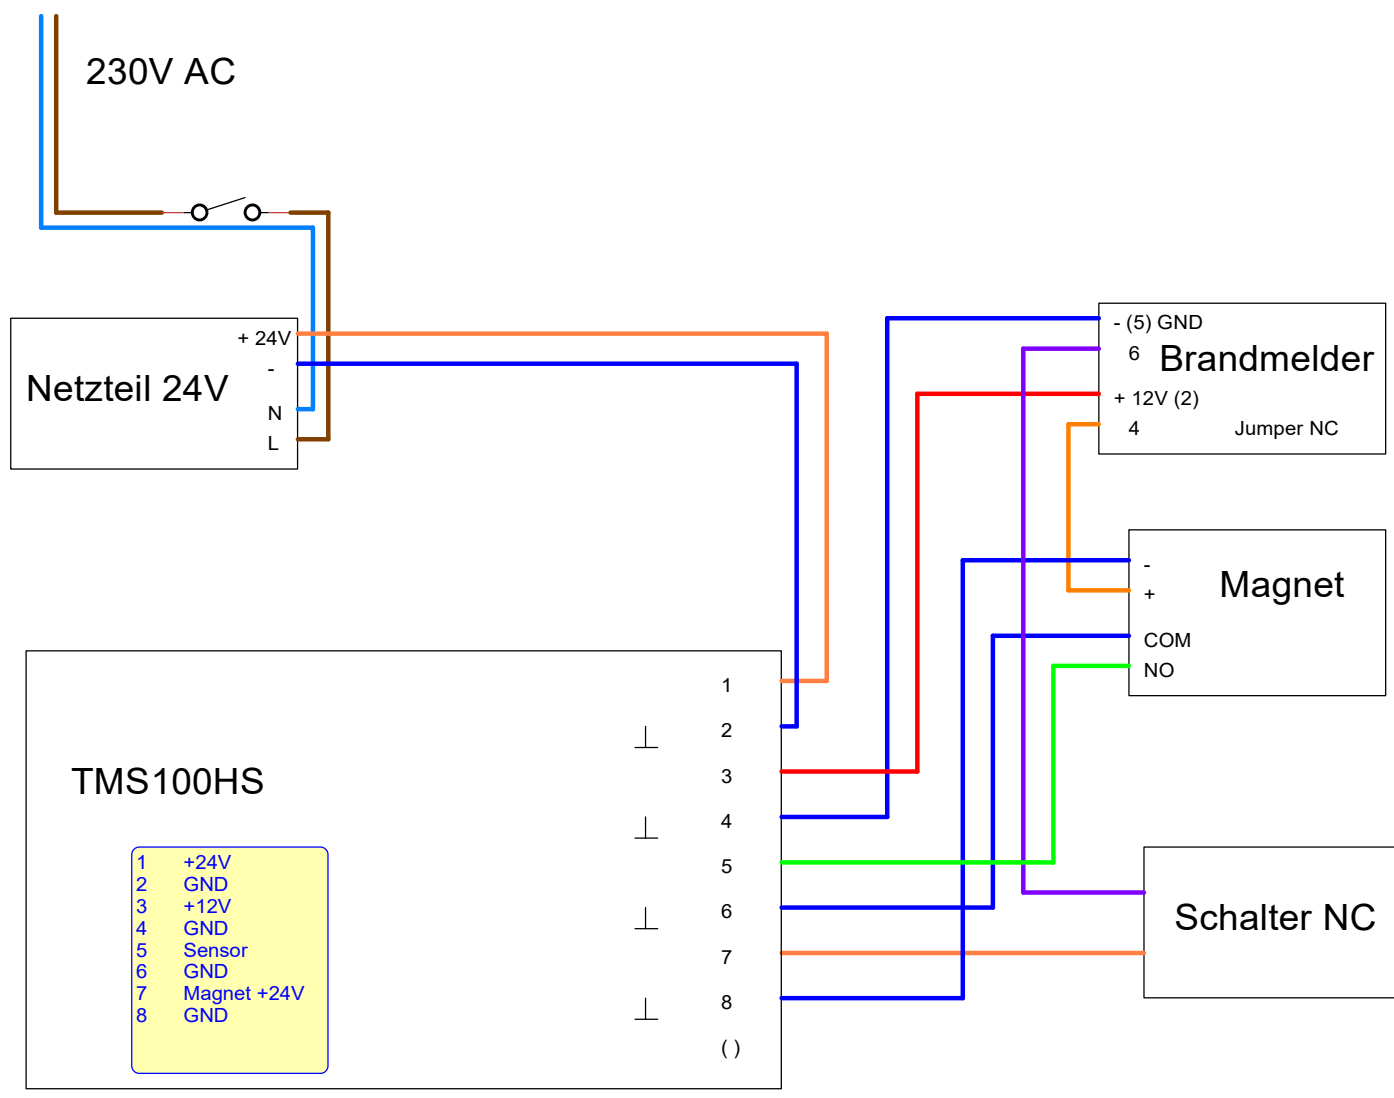 230V AC
+ 24V
-
Netzteil 24V
N
L
- (5) GND
6
Brandmelder
+ 12V (2)
4 Jumper NC
-
+
Magnet
COM
NO
1
2
3
TMS100HS
4
5
6
7
8
( )
1 +24V
2 GND
3 +12V
4 GND
5 Sensor
6 GND
7 Magnet +24V
8 GND
Schalter NC